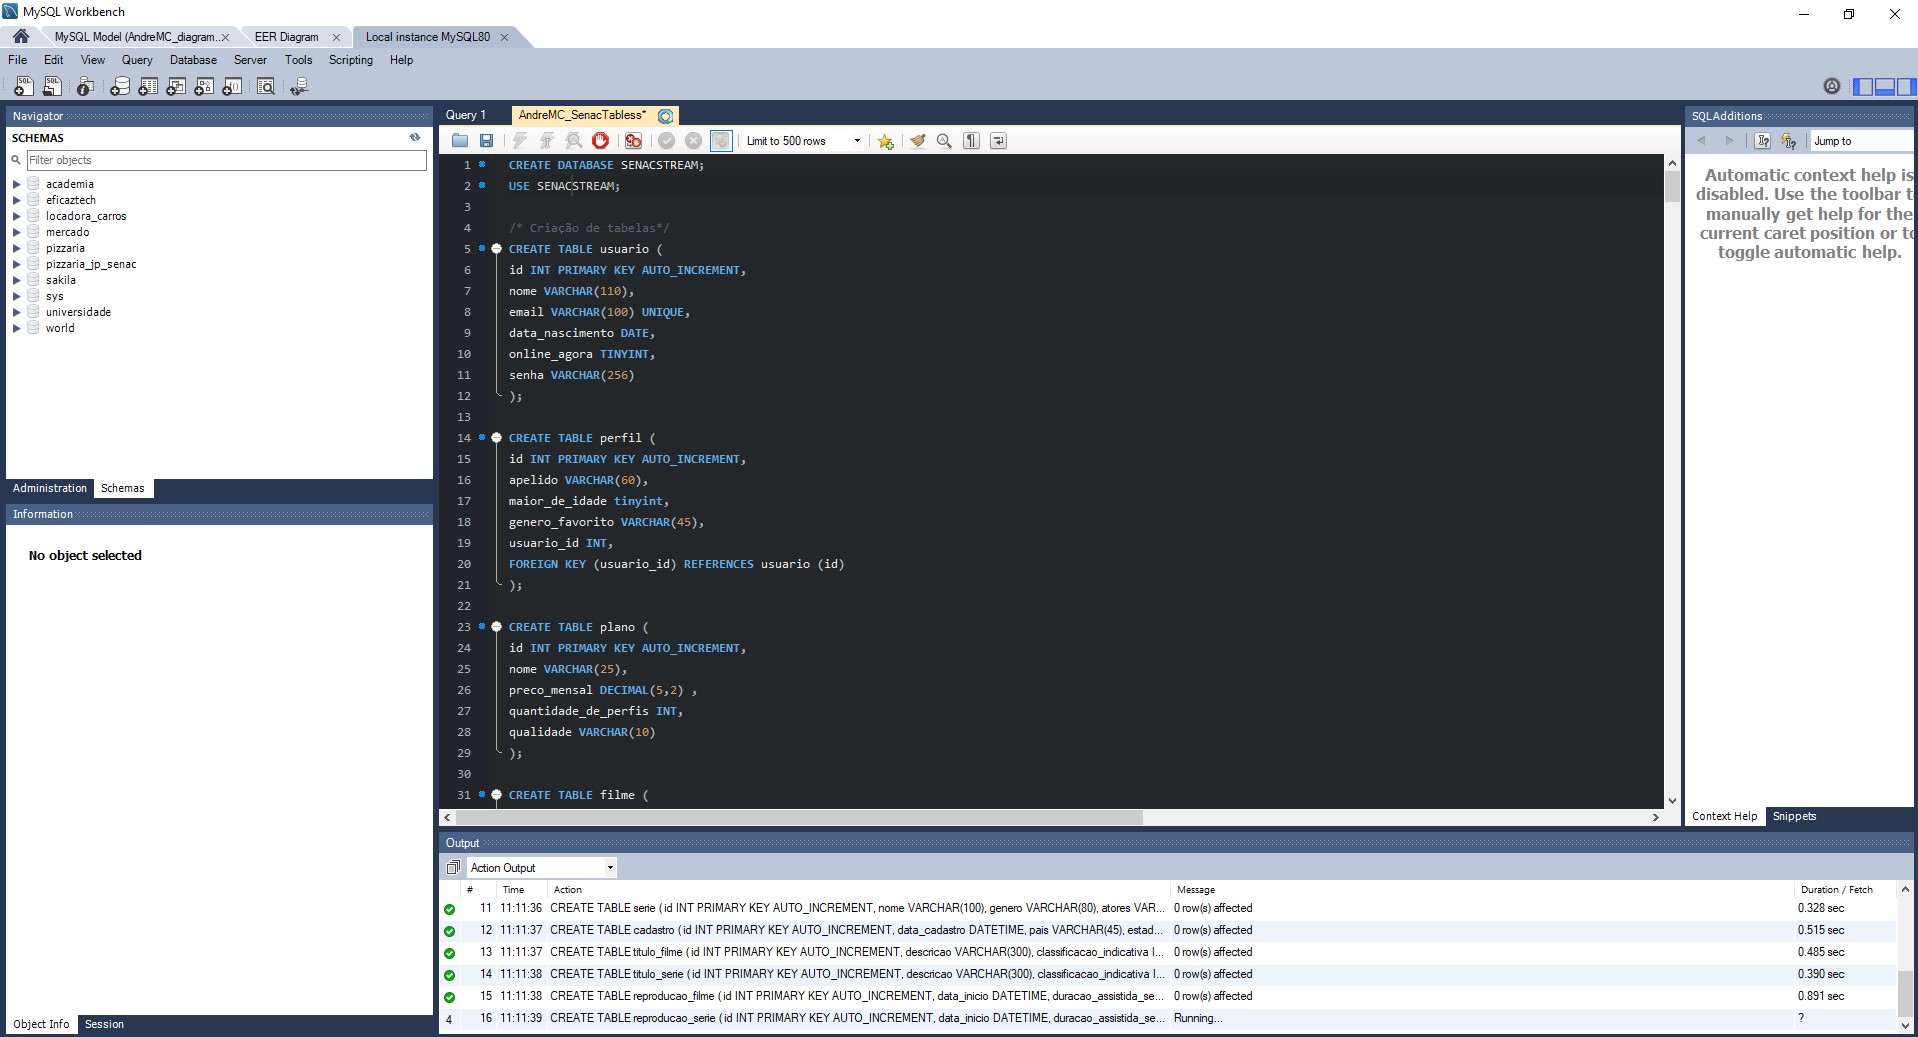 MySQL Workbench
MySQL Model (AndreMC_diagram..
EER Diagram
Local instance MySQL80
File Edit View Query Database Server Tools Scripting Help
Navigator
SCHEMAS
Filter objects
academia
eficaztech
locadora_carros
mercado
pizzaria
pizzaria_jp_senac
sakila
sys
universidade
world
Administration Schemas
Information
No object selected
Object Info Session
Query 1
AndreMC_SenacTabless*
Limit to 500 rows
1 CREATE DATABASE SENACSTREAM;
2 USE SENACSTREAM;
3
4 /* Criação de tabelas*/
5 CREATE TABLE usuario (
6 id INT PRIMARY KEY AUTO_INCREMENT,
7 nome VARCHAR(110),
8 email VARCHAR(100) UNIQUE,
9 data_nascimento DATE,
10 online_agora TINYINT,
11 senha VARCHAR(256)
12 );
13
14 CREATE TABLE perfil (
15 id INT PRIMARY KEY AUTO_INCREMENT,
16 apelido VARCHAR(60),
17 maior_de_idade tinyint,
18 genero_favorito VARCHAR(45),
19 usuario_id INT,
20 FOREIGN KEY (usuario_id) REFERENCES usuario (id)
21 );
22
23 CREATE TABLE plano (
24 id INT PRIMARY KEY AUTO_INCREMENT,
25 nome VARCHAR(25),
26 preco_mensal DECIMAL(5,2) ,
27 quantidade_de_perfis INT,
28 qualidade VARCHAR(10)
29 );
30
31 CREATE TABLE filme (
SQLAdditions
Jump to
Automatic context help is
disabled. Use the toolbar t
manually get help for the
current caret position or to
toggle automatic help.
Context Help Snippets
Output
Action Output
# Time Action Message Duration / Fetch
11 11:11:36 CREATE TABLE serie ( id INT PRIMARY KEY AUTO_INCREMENT, nome VARCHAR(100), genero VARCHAR(80), atores VAR... 0 row(s) affected 0.328 sec
12 11:11:37 CREATE TABLE cadastro ( id INT PRIMARY KEY AUTO_INCREMENT, data_cadastro DATETIME, pais VARCHAR(45), estad... 0 row(s) affected 0.515 sec
13 11:11:37 CREATE TABLE titulo_filme ( id INT PRIMARY KEY AUTO_INCREMENT, descricao VARCHAR(300), classificacao_indicativa I... 0 row(s) affected 0.485 sec
14 11:11:38 CREATE TABLE titulo_serie ( id INT PRIMARY KEY AUTO_INCREMENT, descricao VARCHAR(300), classificacao_indicativa I... 0 row(s) affected 0.390 sec
15 11:11:38 CREATE TABLE reproducao_filme ( id INT PRIMARY KEY AUTO_INCREMENT, data_inicio DATETIME, duracao_assistida_se... 0 row(s) affected 0.891 sec
4 16 11:11:39 CREATE TABLE reproducao_serie ( id INT PRIMARY KEY AUTO_INCREMENT, data_inicio DATETIME, duracao_assistida_se... Running... ?